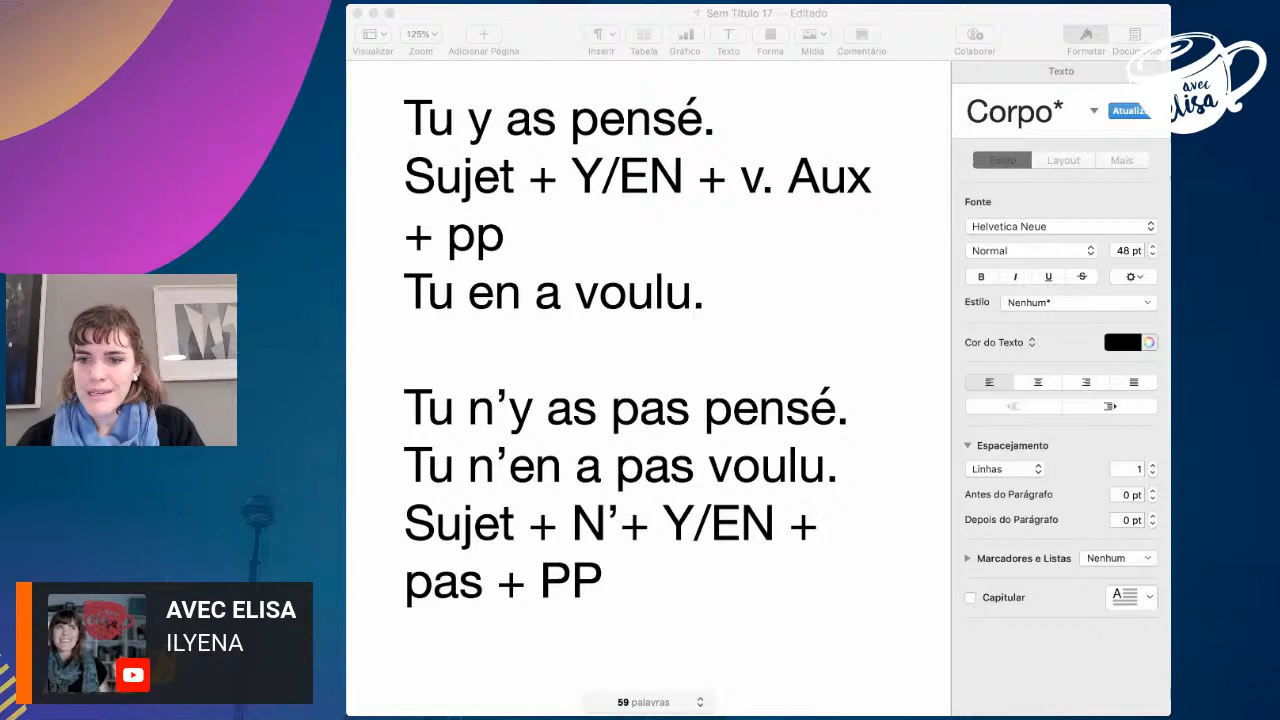 Sem Título 17 — Editado
125%
Visualizar Zoom Adicionar Página Inserir Tabela Gráfico Texto Forma Mídia Comentário Colaborar Formatar
Tu y as pensé.
Sujet + Y/EN + v. Aux
+ pp
Tu en a voulu.
Tu n’y as pas pensé.
Tu n’en a pas voulu.
Sujet + N’+ Y/EN +
pas + PP
59 palavras
Texto
Corpo*
avec
elisa
Estilo Layout Mais
Fonte
Helvetica Neue
Normal 48 pt
B I U S
Estilo Nenhum*
Cor do Texto
Espacejamento
Linhas 1
Antes do Parágrafo 0 pt
Depois do Parágrafo 0 pt
Marcadores e Listas Nenhum
Capitular A
AVEC ELISA
ILYENA